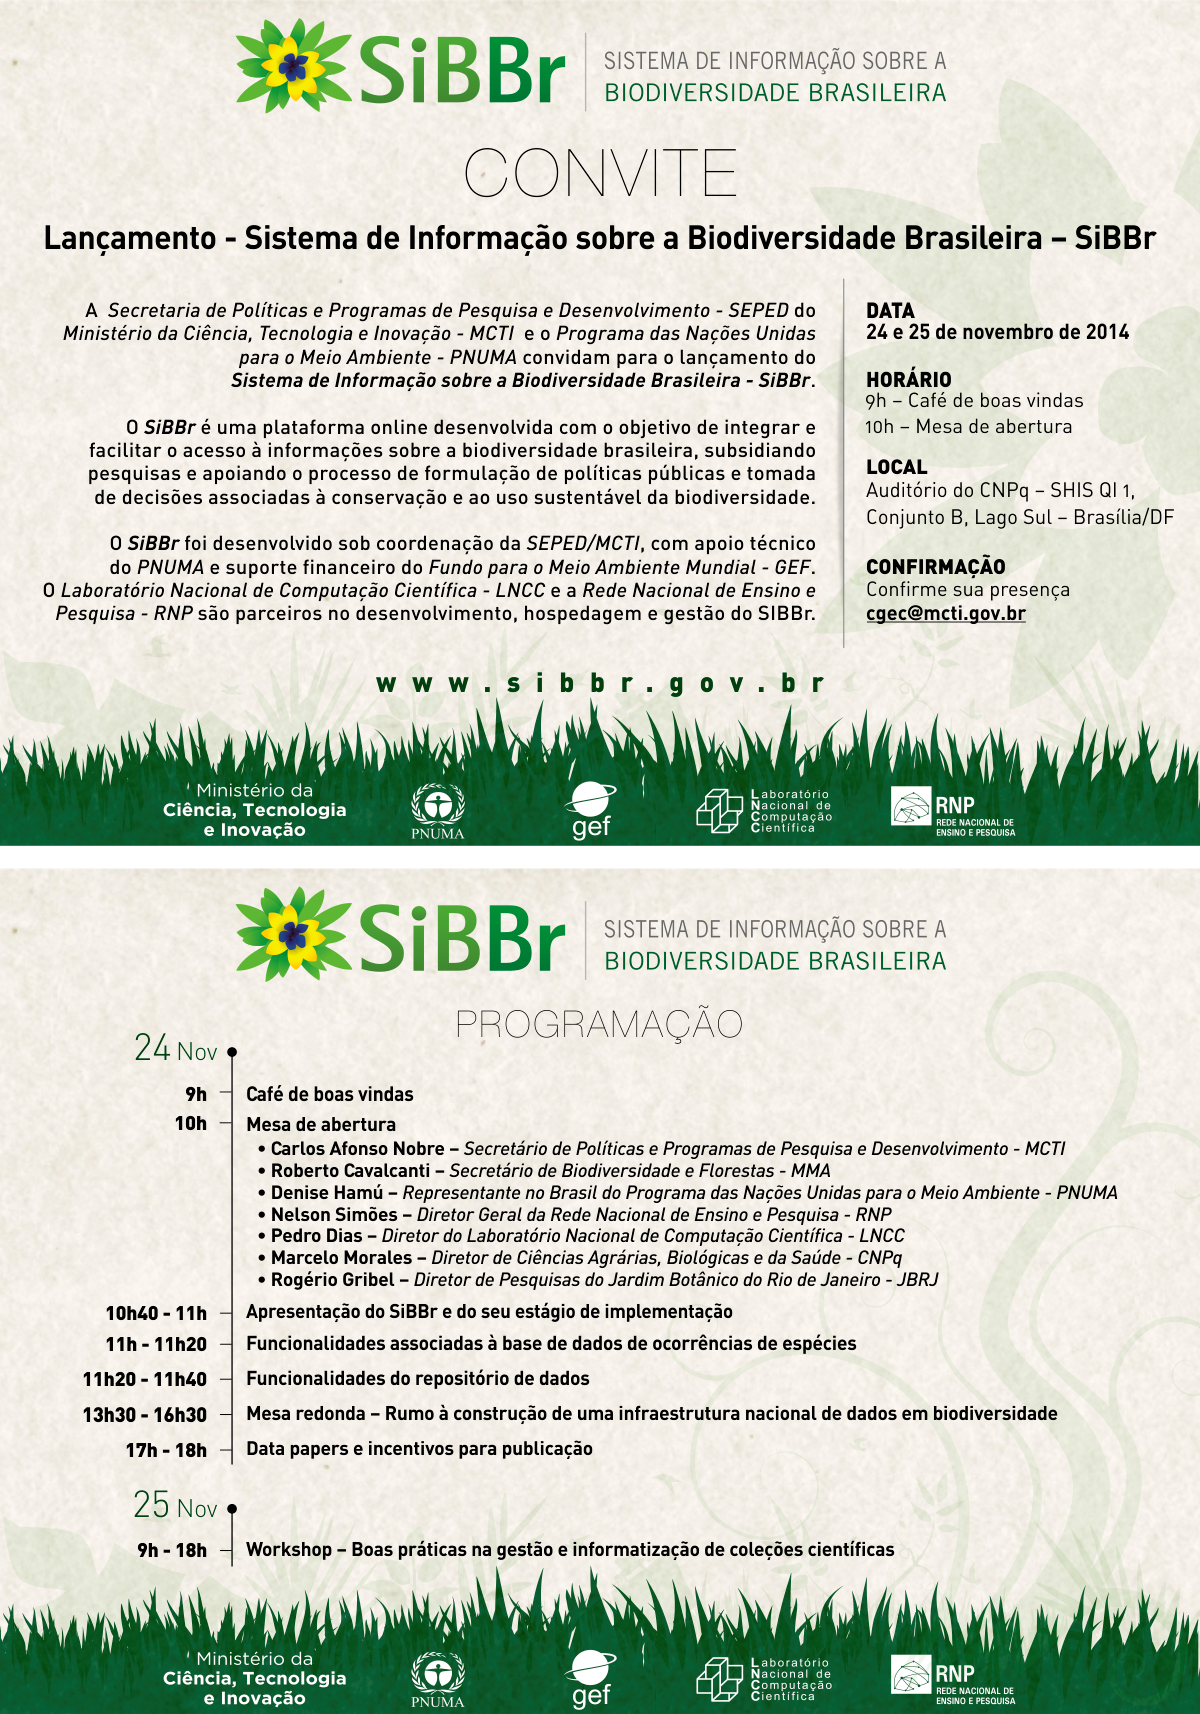 SiBBr
SISTEMA DE INFORMAÇÃO SOBRE A
BIODIVERSIDADE BRASILEIRA
CONVITE
Lançamento - Sistema de Informação sobre a Biodiversidade Brasileira – SiBBr
A Secretaria de Políticas e Programas de Pesquisa e Desenvolvimento - SEPED do
Ministério da Ciência, Tecnologia e Inovação - MCTI e o Programa das Nações Unidas
para o Meio Ambiente - PNUMA convidam para o lançamento do
Sistema de Informação sobre a Biodiversidade Brasileira - SiBBr.
O SiBBr é uma plataforma online desenvolvida com o objetivo de integrar e
facilitar o acesso à informações sobre a biodiversidade brasileira, subsidiando
pesquisas e apoiando o processo de formulação de políticas públicas e tomada
de decisões associadas à conservação e ao uso sustentável da biodiversidade.
O SiBBr foi desenvolvido sob coordenação da SEPED/MCTI, com apoio técnico
do PNUMA e suporte financeiro do Fundo para o Meio Ambiente Mundial - GEF.
O Laboratório Nacional de Computação Científica - LNCC e a Rede Nacional de Ensino e
Pesquisa - RNP são parceiros no desenvolvimento, hospedagem e gestão do SIBBr.
DATA
24 e 25 de novembro de 2014
HORÁRIO
9h – Café de boas vindas
10h – Mesa de abertura
LOCAL
Auditório do CNPq – SHIS QI 1,
Conjunto B, Lago Sul – Brasília/DF
CONFIRMAÇÃO
Confirme sua presença
cgec@mcti.gov.br
www.sibbr.gov.br
Ministério da
Ciência, Tecnologia
e Inovação
PNUMA
gef
Laboratório
Nacional de
Computação
Científica
RNP
REDE NACIONAL DE
ENSINO E PESQUISA
SiBBr
SISTEMA DE INFORMAÇÃO SOBRE A
BIODIVERSIDADE BRASILEIRA
PROGRAMAÇÃO
24 Nov
9h Café de boas vindas
10h Mesa de abertura
• Carlos Afonso Nobre – Secretário de Políticas e Programas de Pesquisa e Desenvolvimento - MCTI
• Roberto Cavalcanti – Secretário de Biodiversidade e Florestas - MMA
• Denise Hamú – Representante no Brasil do Programa das Nações Unidas para o Meio Ambiente - PNUMA
• Nelson Simões – Diretor Geral da Rede Nacional de Ensino e Pesquisa - RNP
• Pedro Dias – Diretor do Laboratório Nacional de Computação Científica - LNCC
• Marcelo Morales – Diretor de Ciências Agrárias, Biológicas e da Saúde - CNPq
• Rogério Gribel – Diretor de Pesquisas do Jardim Botânico do Rio de Janeiro - JBRJ
10h40 - 11h Apresentação do SiBBr e do seu estágio de implementação
11h - 11h20 Funcionalidades associadas à base de dados de ocorrências de espécies
11h20 - 11h40 Funcionalidades do repositório de dados
13h30 - 16h30 Mesa redonda – Rumo à construção de uma infraestrutura nacional de dados em biodiversidade
17h - 18h Data papers e incentivos para publicação
25 Nov
9h - 18h Workshop – Boas práticas na gestão e informatização de coleções científicas
Ministério da
Ciência, Tecnologia
e Inovação
PNUMA
gef
Laboratório
Nacional de
Computação
Científica
RNP
REDE NACIONAL DE
ENSINO E PESQUISA